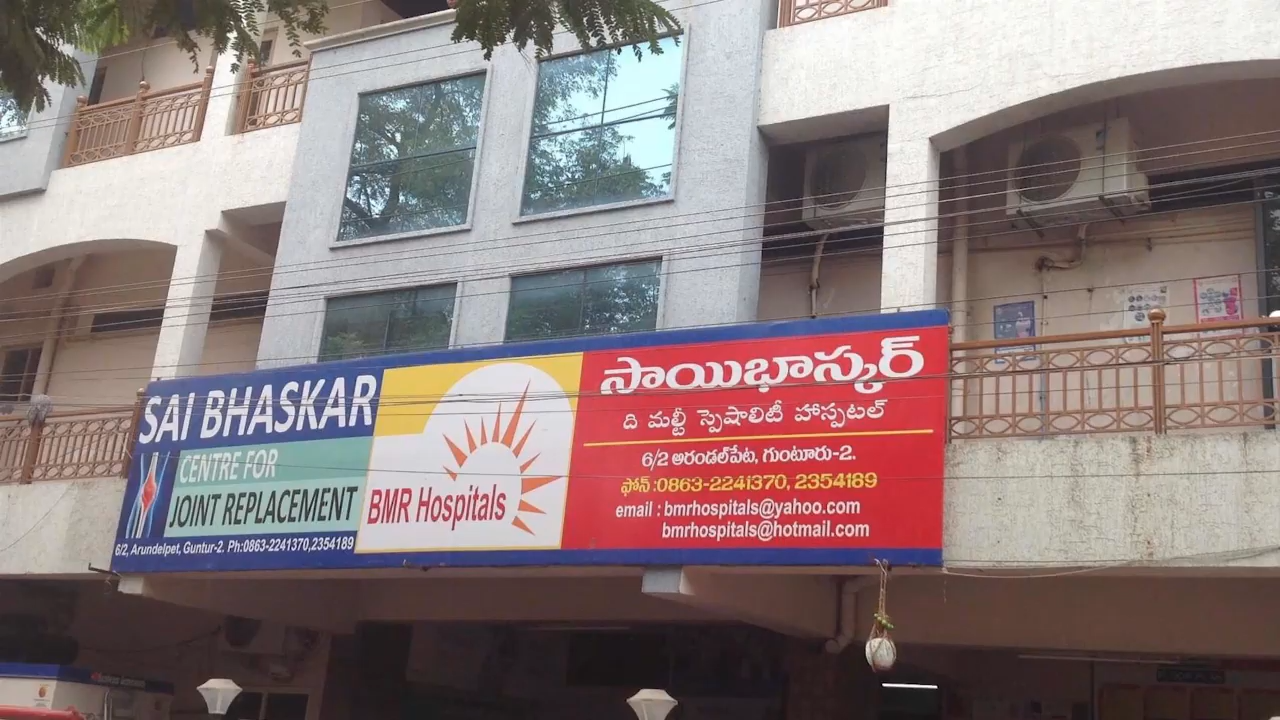 SAI BHASKAR
CENTRE FOR
JOINT REPLACEMENT
6/2, Arundelpet, Guntur-2. Ph:0863-2241370,2354189
BMR Hospitals
సాయిభాస్కర్
ది మల్టీ స్పెషాలిటీ హాస్పటల్
6/2 అరండల్‌పేట, గుంటూరు-2.
ఫోన్ :0863-2241370, 2354189
email : bmrhospitals@yahoo.com
bmrhospitals@hotmail.com